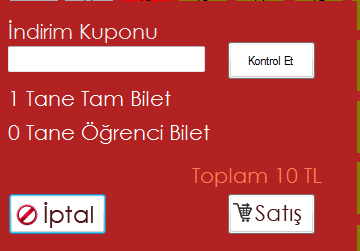 İndirim Kuponu
Kontrol Et
1 Tane Tam Bilet
0 Tane Öğrenci Bilet
Toplam 10 TL
İptal
Satış